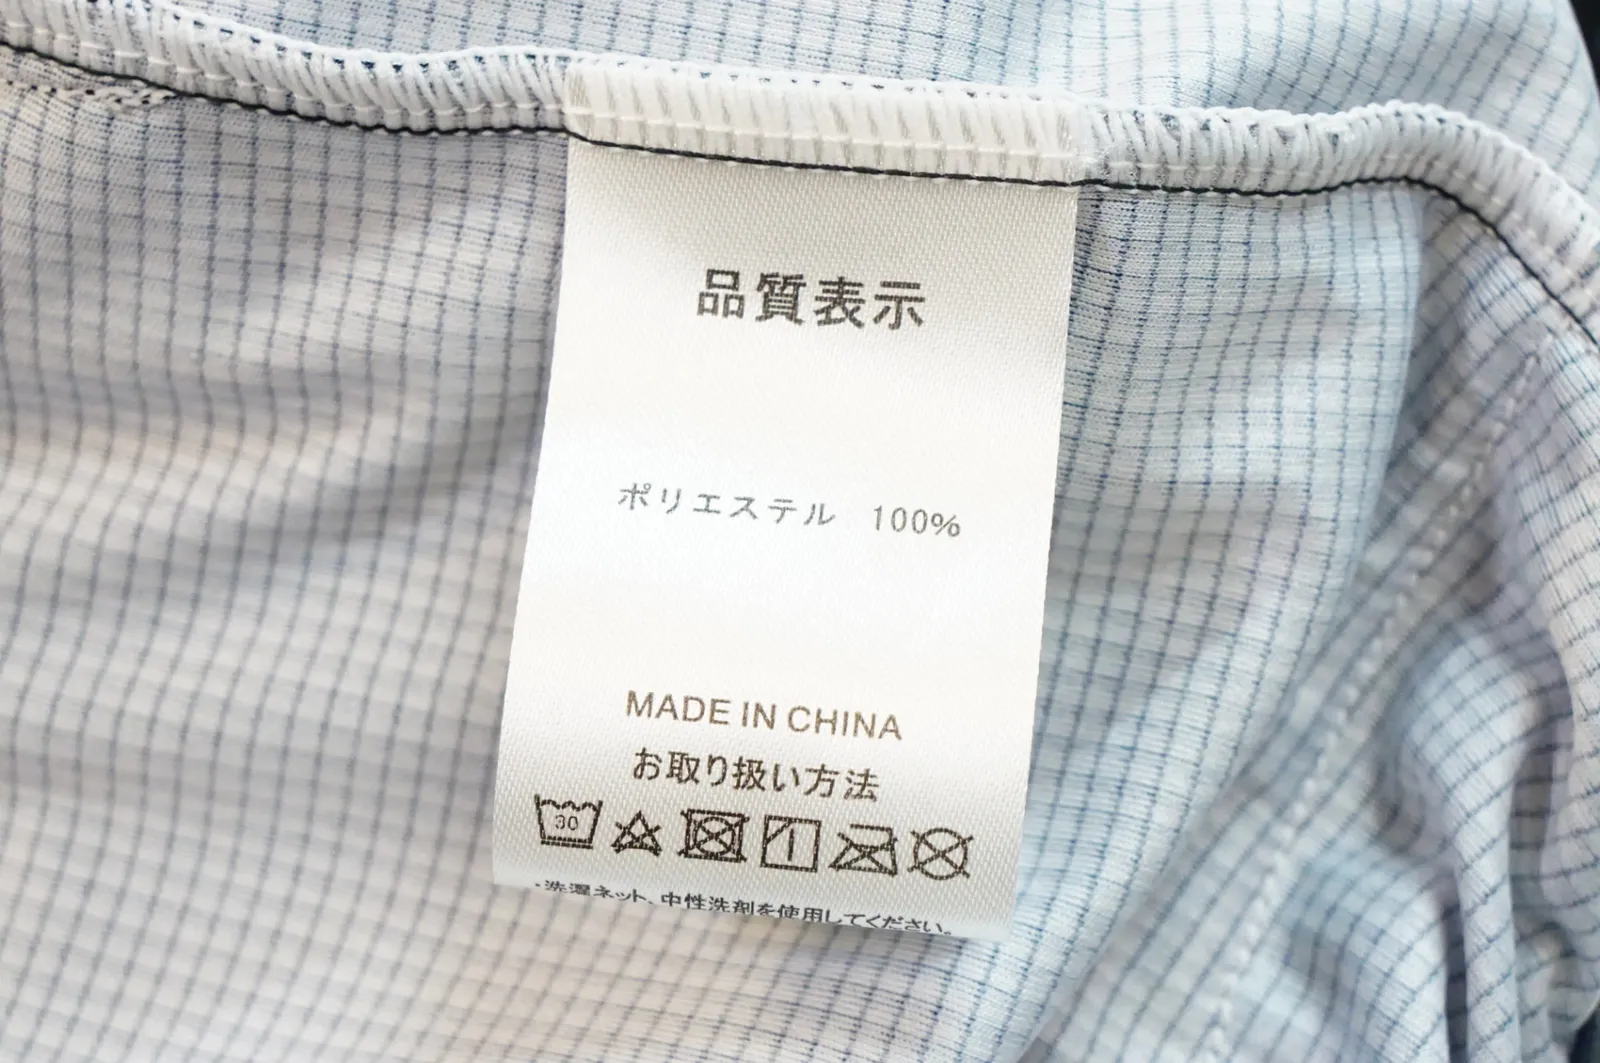 品質表示
ポリエステル 100%
MADE IN CHINA
お取り扱い方法
30
・洗濯ネット、中性洗剤を使用してください。